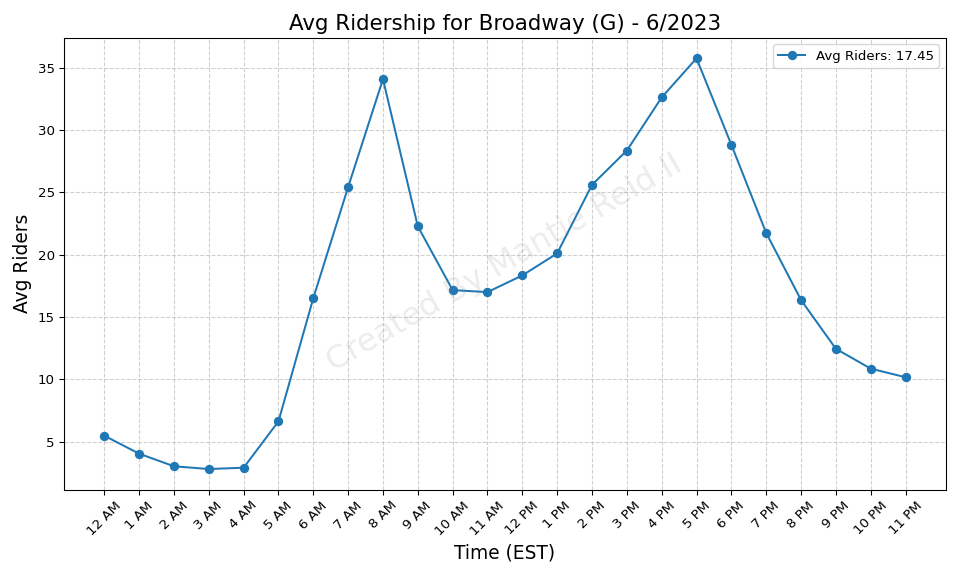 Avg Ridership for Broadway (G) - 6/2023
Avg Riders: 17.45
Avg Riders
35
30
25
20
15
10
5
Created By Mantie Reid II
12 AM
1 AM
2 AM
3 AM
4 AM
5 AM
6 AM
7 AM
8 AM
9 AM
10 AM
11 AM
12 PM
1 PM
2 PM
3 PM
4 PM
5 PM
6 PM
7 PM
8 PM
9 PM
10 PM
11 PM
Time (EST)